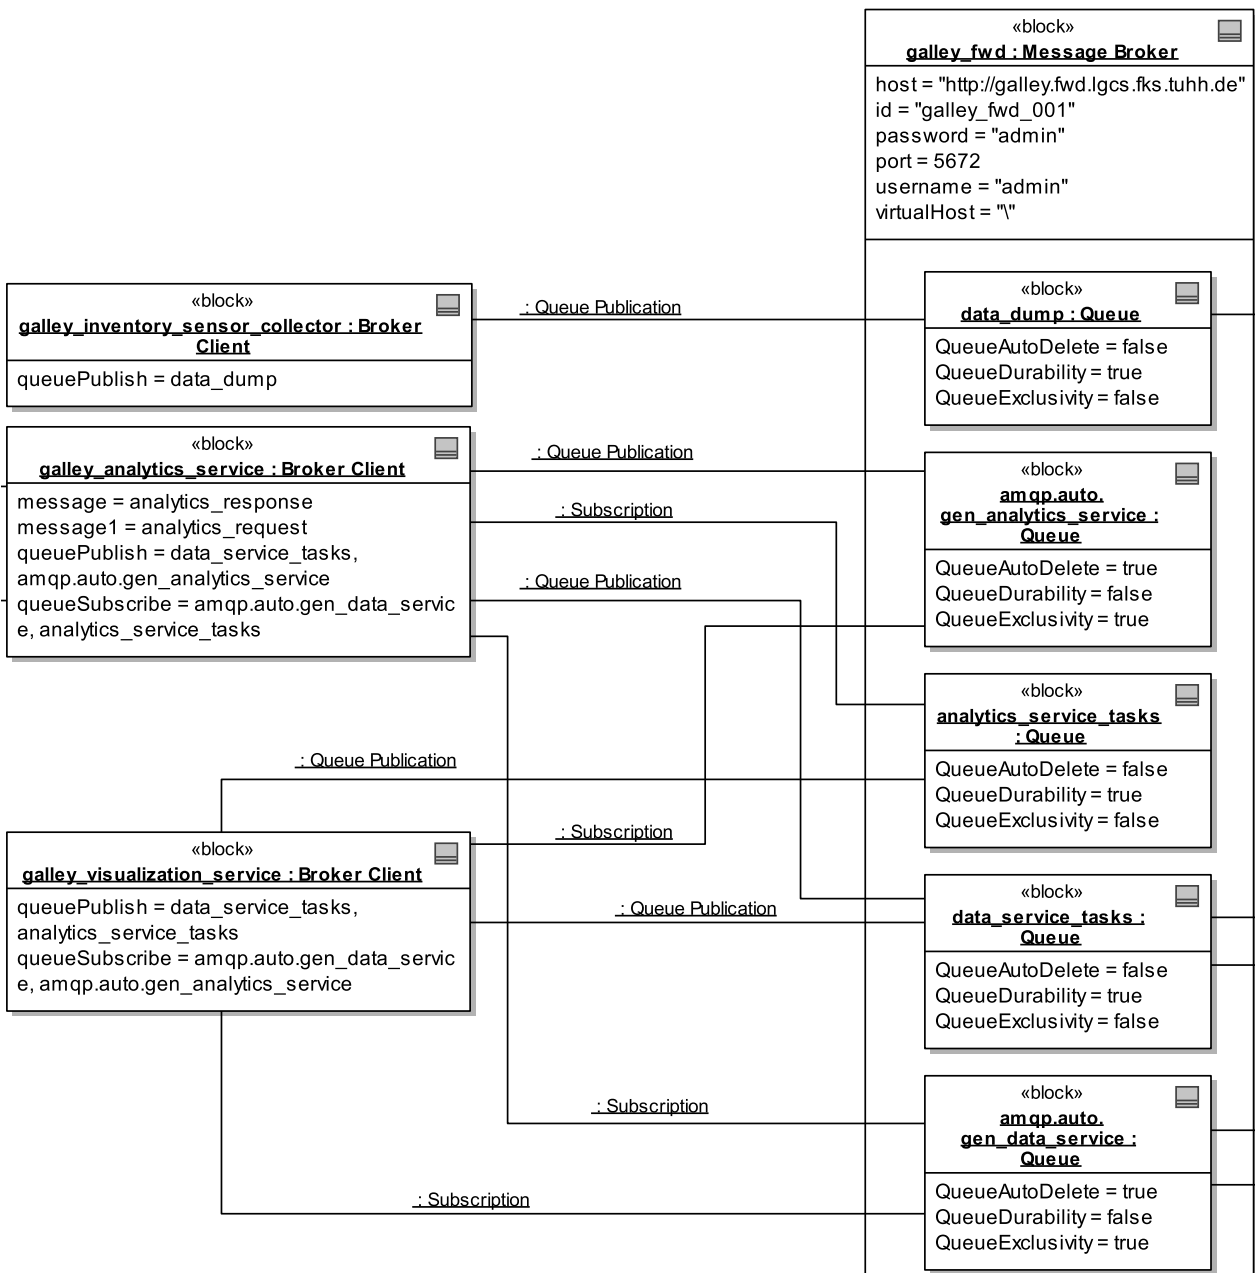 «block»
galley_fwd : Message Broker
host = "http://galley.fwd.lgcs.fks.tuhh.de"
id = "galley_fwd_001"
password = "admin"
port = 5672
username = "admin"
virtualHost = "\"
«block»
galley_inventory_sensor_collector : Broker
Client
queuePublish = data_dump
: Queue Publication
«block»
data_dump : Queue
QueueAutoDelete = false
QueueDurability = true
QueueExclusivity = false
«block»
galley_analytics_service : Broker Client
message = analytics_response
message1 = analytics_request
queuePublish = data_service_tasks,
amqp.auto.gen_analytics_service
queueSubscribe = amqp.auto.gen_data_servic
e, analytics_service_tasks
: Queue Publication
: Subscription
: Queue Publication
«block»
amqp.auto.
gen_analytics_service :
Queue
QueueAutoDelete = true
QueueDurability = false
QueueExclusivity = true
«block»
analytics_service_tasks
: Queue
QueueAutoDelete = false
QueueDurability = true
QueueExclusivity = false
: Queue Publication
: Subscription
«block»
galley_visualization_service : Broker Client
queuePublish = data_service_tasks,
analytics_service_tasks
queueSubscribe = amqp.auto.gen_data_servic
e, amqp.auto.gen_analytics_service
: Queue Publication
«block»
data_service_tasks :
Queue
QueueAutoDelete = false
QueueDurability = true
QueueExclusivity = false
: Subscription
: Subscription
«block»
amqp.auto.
gen_data_service :
Queue
QueueAutoDelete = true
QueueDurability = false
QueueExclusivity = true